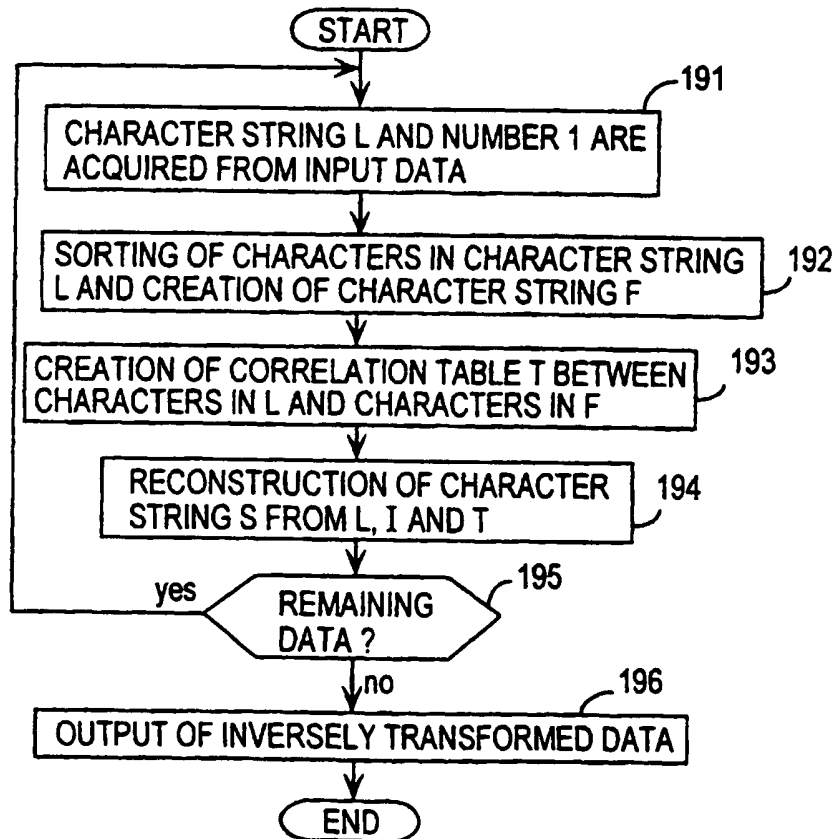 START
191
CHARACTER STRING L AND NUMBER 1 ARE
ACQUIRED FROM INPUT DATA
SORTING OF CHARACTERS IN CHARACTER STRING
L AND CREATION OF CHARACTER STRING F
192
CREATION OF CORRELATION TABLE T BETWEEN
CHARACTERS IN L AND CHARACTERS IN F
193
RECONSTRUCTION OF CHARACTER
STRING S FROM L, I AND T
194
yes
REMAINING
DATA ?
195
no
196
OUTPUT OF INVERSELY TRANSFORMED DATA
END